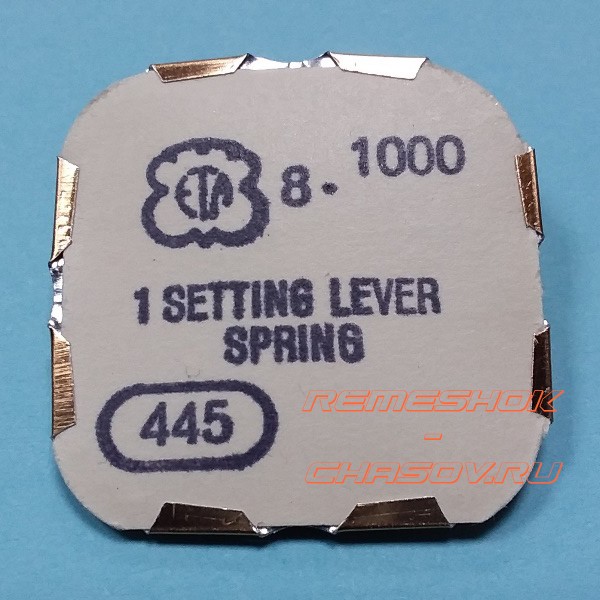 ETA 8. 1000
1 SETTING LEVER
SPRING
445
REMESHOK
-
CHASOV.RU